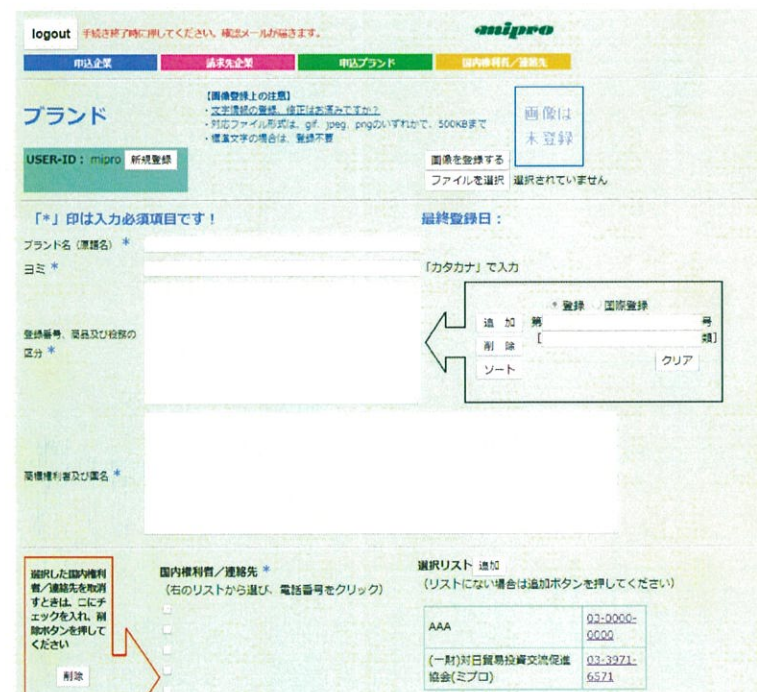 logout 手続き終了時に押してください。確認メールが届きます。
mipro
申込企業 請求先企業 申込ブランド 国内権利者／連絡先
ブランド
【画像登録上の注意】
・文字情報の登録、修正はお済みですか？
・対応ファイル形式は、gif、jpeg、pngのいずれかで、500KBまで
・標準文字の場合は、登録不要
画像は
未登録
USER-ID： mipro 新規登録
画像を登録する
ファイルを選択 選択されていません
「*」印は入力必須項目です！
最終登録日：
ブランド名（原語名） *
ヨミ *
「カタカナ」で入力
登録番号、商品及び役務の
区分 *
登録 国際登録
追 加 第 号
削 除 [ 類]
ソート クリア
商標権利者及び国名 *
選択した国内権利
者／連絡先を取消
すときは、□にチ
ェックを入れ、削
除ボタンを押して
ください
削除
国内権利者／連絡先 *
（右のリストから選び、電話番号をクリック）
選択リスト 追加
（リストにない場合は追加ボタンを押してください）
AAA 03-0000-
0000
(一財)対日貿易投資交流促進 03-3971-
協会(ミプロ) 6571